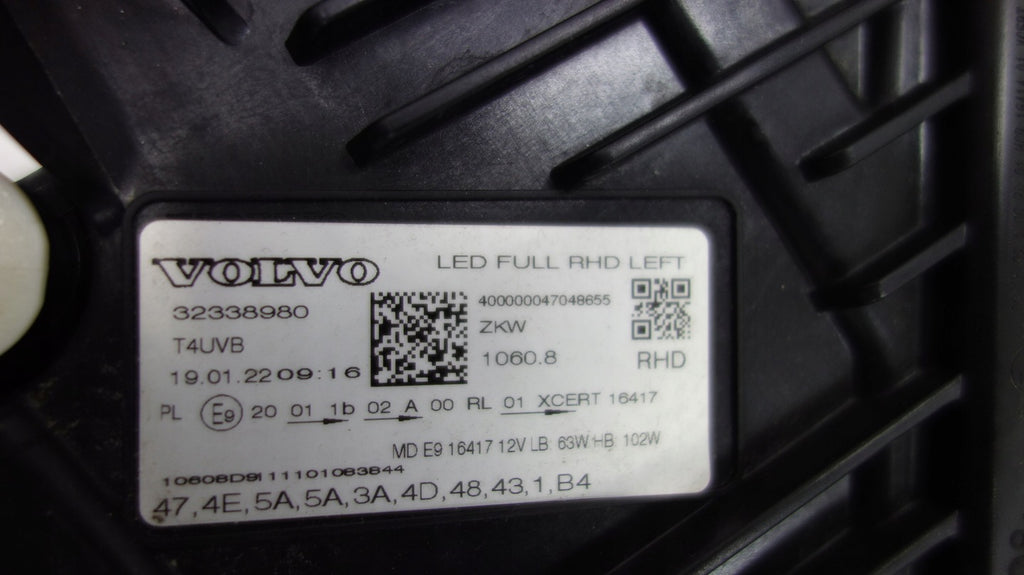 VOLVO
LED FULL RHD LEFT
32338980
400000047048655
T4UVB
ZKW
19.01.22 09:16
1060.8
RHD
PL E9 20 01 1b 02 A 00 RL 01 XCERT 16417
MD E9 16417 12V LB: 63W HB: 102W
47,4E,5A,5A,3A,4D,48,43,1,B4